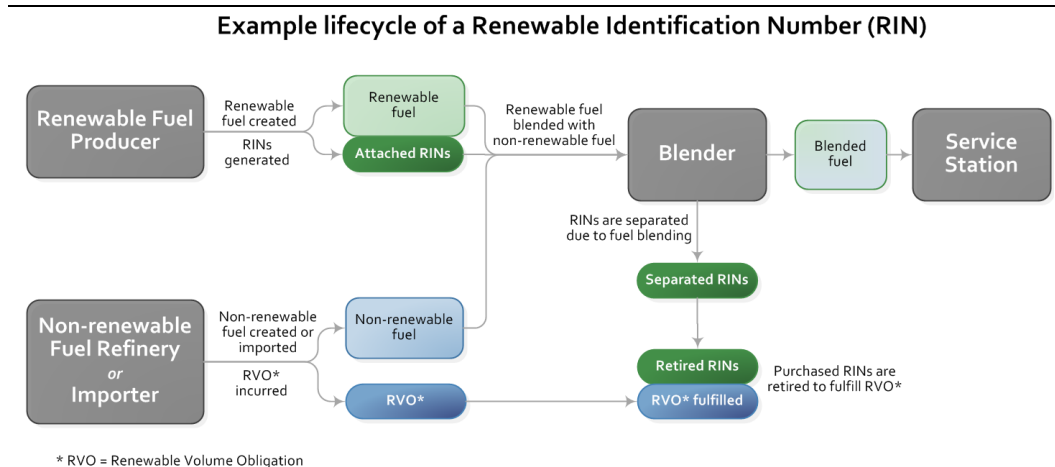 Example lifecycle of a Renewable Identification Number (RIN)
Renewable Fuel
Producer
Renewable
fuel created
RINs
generated
Renewable
fuel
Attached RINs
Renewable fuel
blended with
non-renewable fuel
Blender
Blended
fuel
Service
Station
RINs are separated
due to fuel blending
Separated RINs
Non-renewable
Fuel Refinery
or
Importer
Non-renewable
fuel created or
imported
RVO*
incurred
Non-renewable
fuel
RVO*
Retired RINs
RVO* fulfilled
Purchased RINs are
retired to fulfill RVO*
* RVO = Renewable Volume Obligation